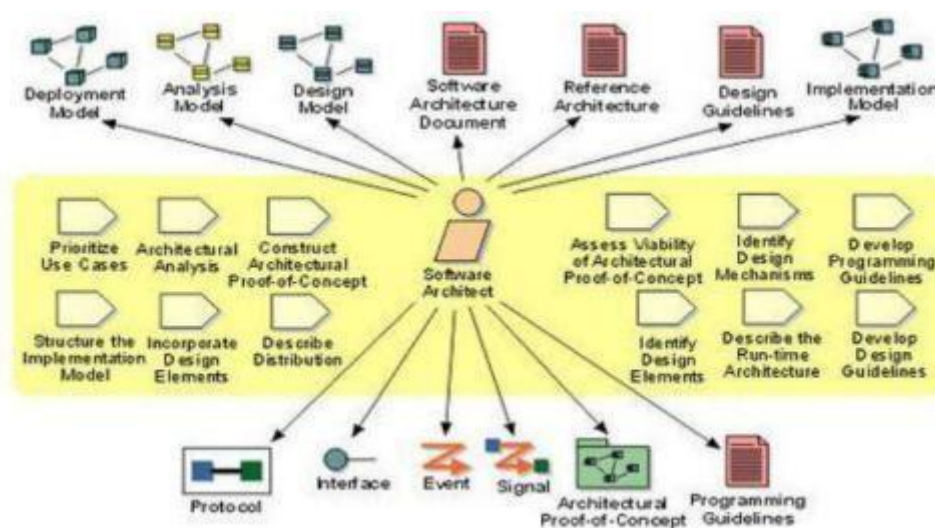 Deployment
Model
Analysis
Model
Design
Model
Software
Architecture
Document
Reference
Architecture
Design
Guidelines
Implementation
Model
Prioritize
Use Cases
Architectural
Analysis
Construct
Architectural
Proof-of-Concept
Software
Architect
Assess Viability
of Architectural
Proof-of-Concept
Identify
Design
Mechanisms
Develop
Programming
Guidelines
Structure the
Implementation
Model
Incorporate
Design
Elements
Describe
Distribution
Identify
Design
Elements
Describe the
Run-time
Architecture
Develop
Design
Guidelines
Protocol
Interface
Event
Signal
Architectural
Proof-of-Concept
Programming
Guidelines